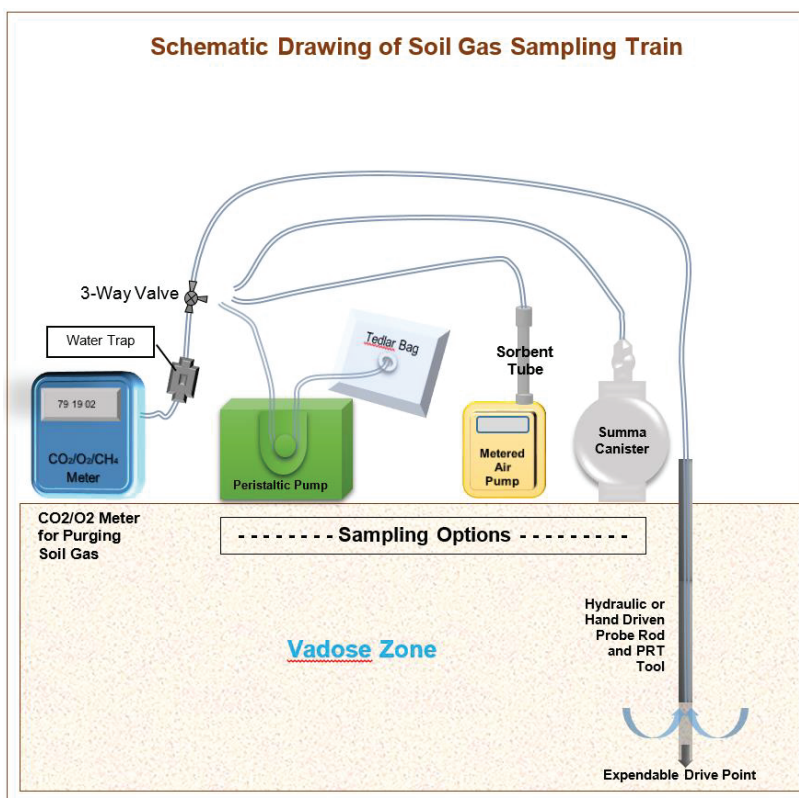 Schematic Drawing of Soil Gas Sampling Train
3-Way Valve
Water Trap
79 19 02
CO₂/O₂/CH₄
Meter
Tedlar Bag
Peristaltic Pump
Sorbent
Tube
Metered
Air
Pump
Summa
Canister
CO2/O2 Meter
for Purging
Soil Gas
- - - - - - - - Sampling Options - - - - - - - - -
Hydraulic or
Hand Driven
Probe Rod
and PRT
Tool
Vadose Zone
Expendable Drive Point